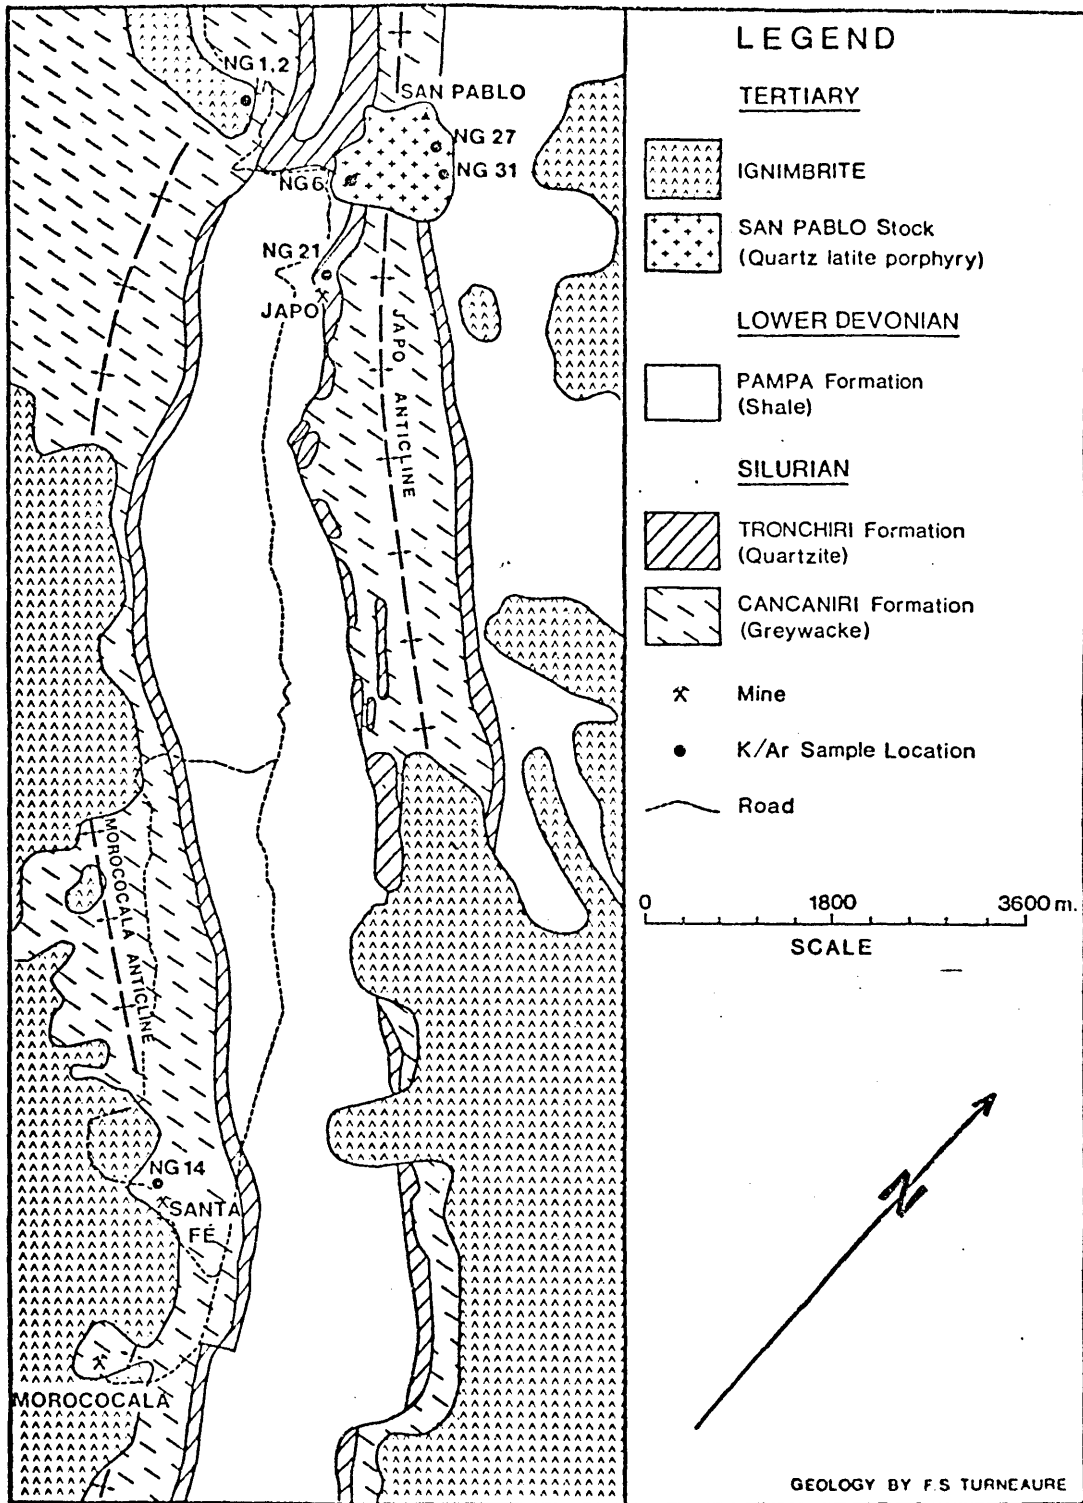 NG 1,2
SAN PABLO
NG 27
NG 31
NG 6
NG 21
JAPO
JAPO ANTICLINE
MOROCOCALA ANTICLINE
NG 14
SANTA
FÉ
MOROCOCALA
LEGEND
TERTIARY
IGNIMBRITE
SAN PABLO Stock
(Quartz latite porphyry)
LOWER DEVONIAN
PAMPA Formation
(Shale)
SILURIAN
TRONCHIRI Formation
(Quartzite)
CANCANIRI Formation
(Greywacke)
Mine
K/Ar Sample Location
Road
0 1800 3600 m.
SCALE
N
GEOLOGY BY F.S TURNEAURE